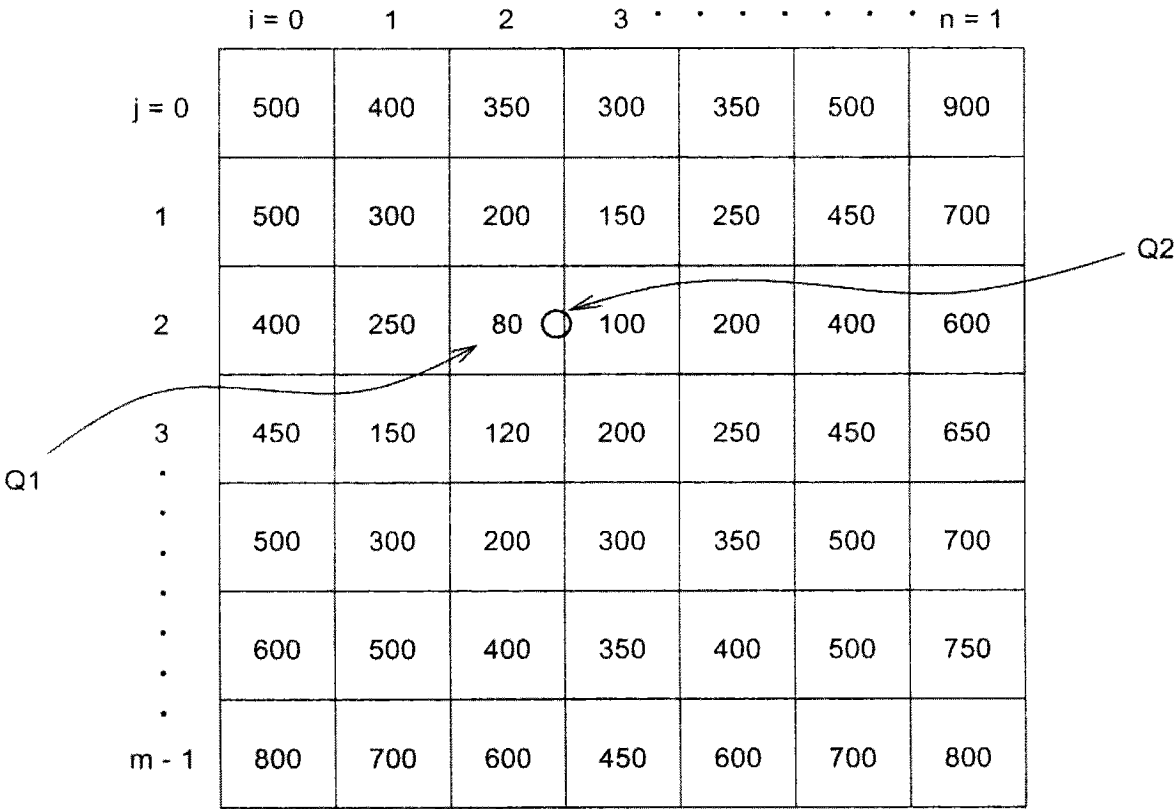 i = 0 1 2 3 · · · · · · · n = 1
j = 0 500 400 350 300 350 500 900
1 500 300 200 150 250 450 700
Q2
2 400 250 80 100 200 400 600
3 450 150 120 200 250 450 650
Q1
500 300 200 300 350 500 700
600 500 400 350 400 500 750
m - 1 800 700 600 450 600 700 800